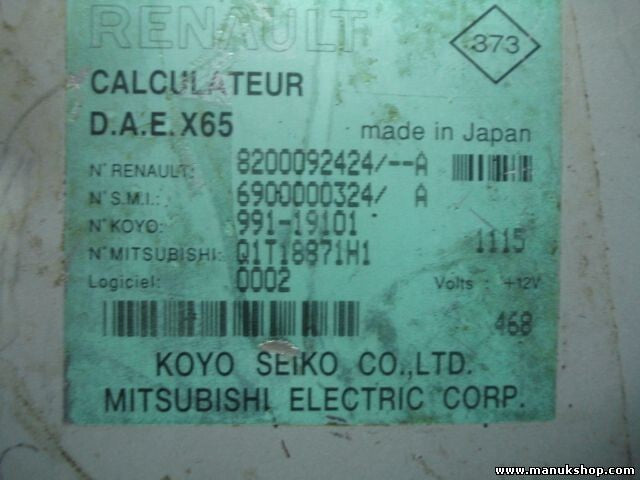 RENAULT
373
CALCULATEUR
D.A.E. X65
made in Japan
N° RENAULT: 8200092424/--A
N° S.M.I.: 6900000324/ A
N° KOYO: 991-19101
N° MITSUBISHI: Q1T18871H1 1115
Logiciel: 0002 Volts : +12V
468
KOYO SEIKO CO.,LTD.
MITSUBISHI ELECTRIC CORP.
www.manukshop.com